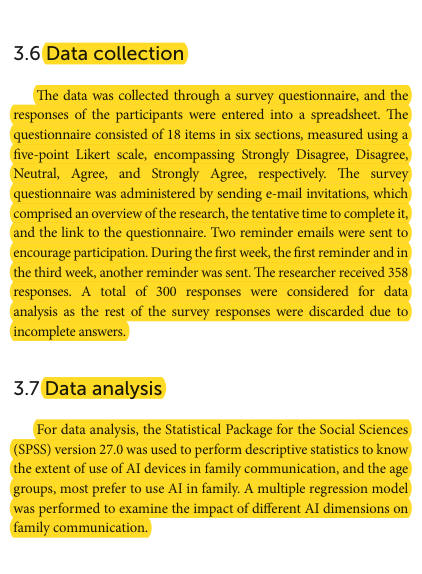 3.6 Data collection
The data was collected through a survey questionnaire, and the
responses of the participants were entered into a spreadsheet. The
questionnaire consisted of 18 items in six sections, measured using a
five-point Likert scale, encompassing Strongly Disagree, Disagree,
Neutral, Agree, and Strongly Agree, respectively. The survey
questionnaire was administered by sending e-mail invitations, which
comprised an overview of the research, the tentative time to complete it,
and the link to the questionnaire. Two reminder emails were sent to
encourage participation. During the first week, the first reminder and in
the third week, another reminder was sent. The researcher received 358
responses. A total of 300 responses were considered for data
analysis as the rest of the survey responses were discarded due to
incomplete answers.
3.7 Data analysis
For data analysis, the Statistical Package for the Social Sciences
(SPSS) version 27.0 was used to perform descriptive statistics to know
the extent of use of AI devices in family communication, and the age
groups, most prefer to use AI in family. A multiple regression model
was performed to examine the impact of different AI dimensions on
family communication.